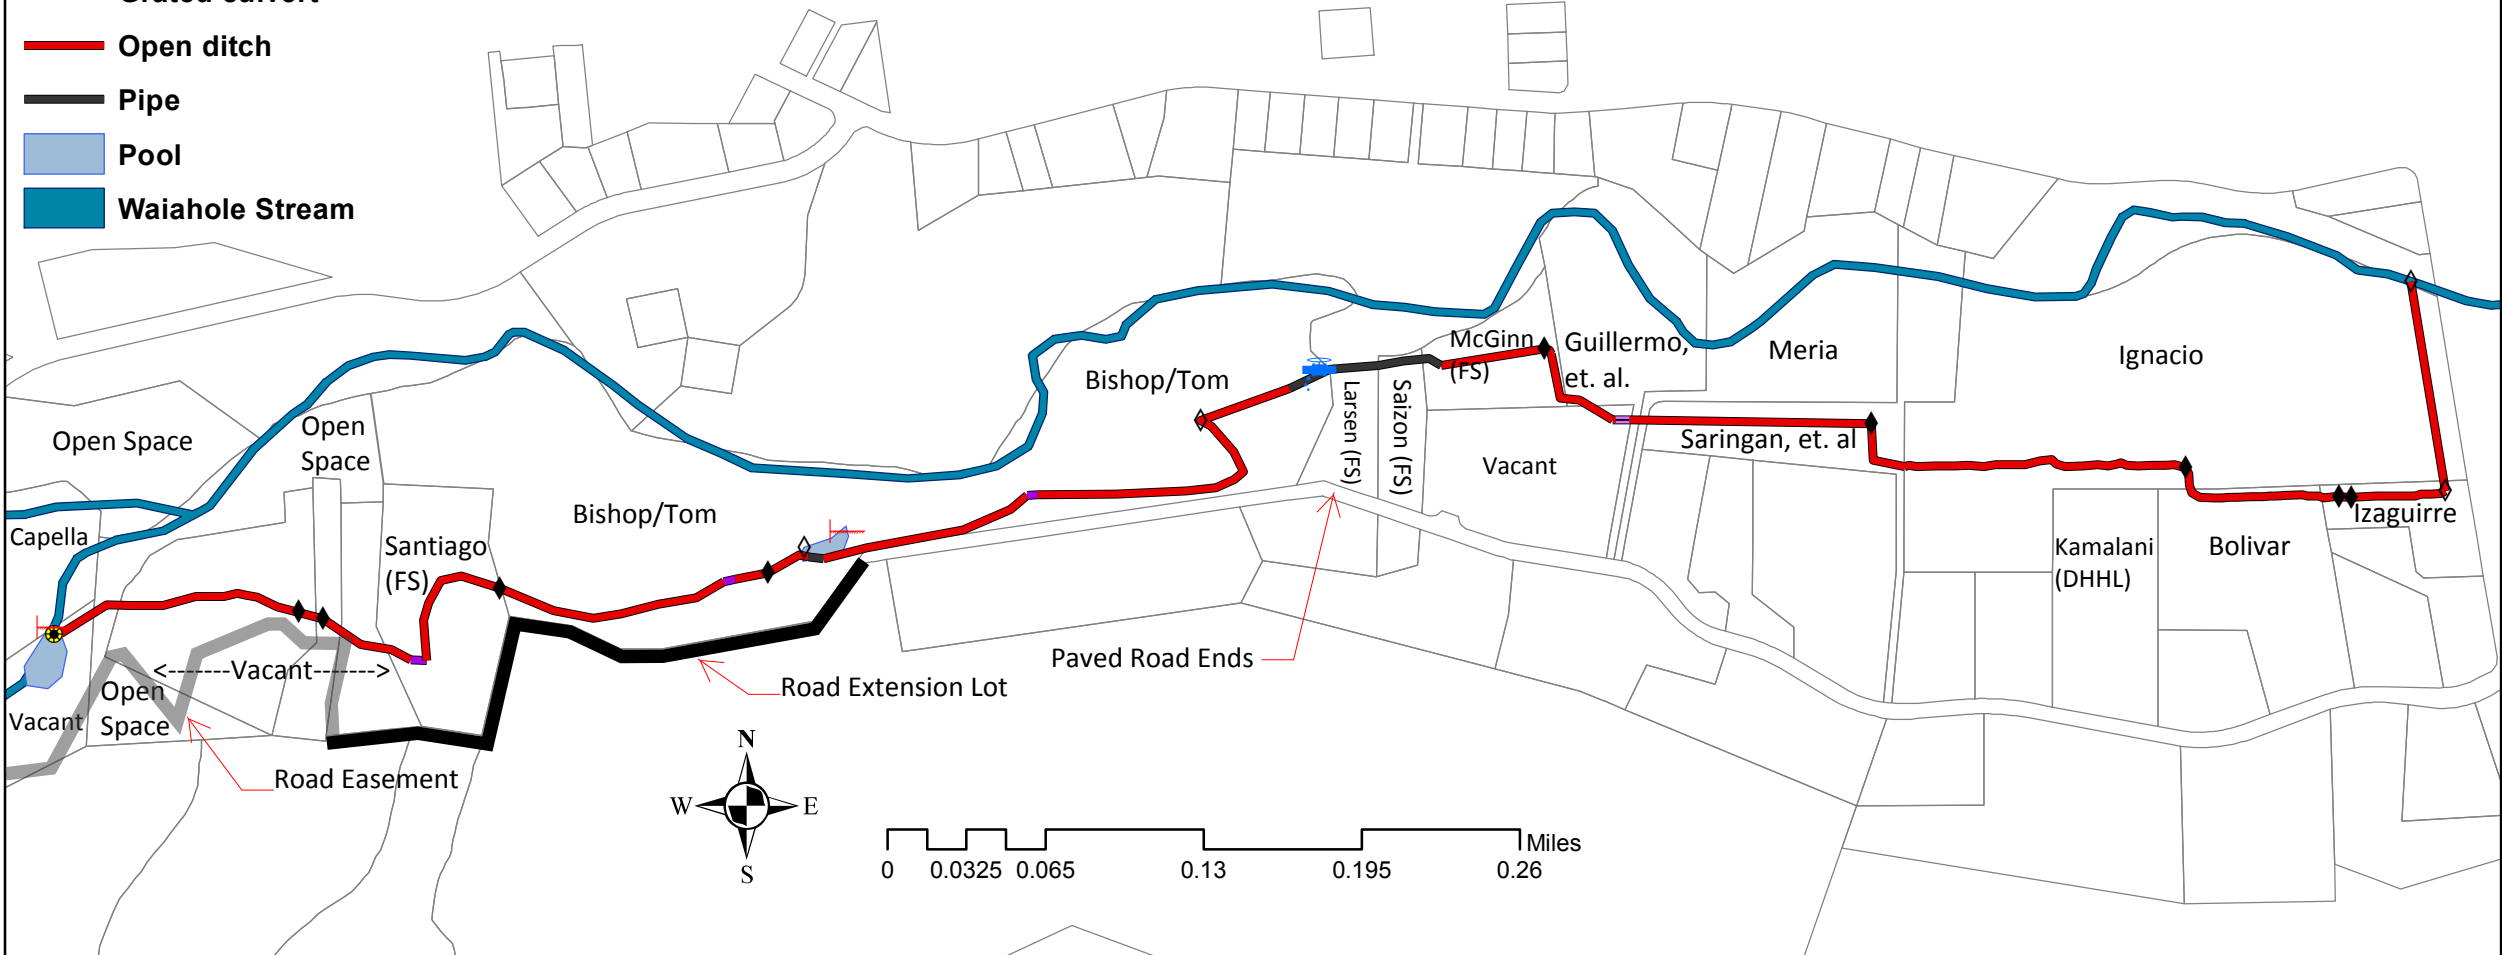 Grated culvert
Open ditch
Pipe
Pool
Waiahole Stream
McGinn
(FS)
Guillermo,
et. al.
Meria
Ignacio
Bishop/Tom
Larsen (FS)
Saizon (FS)
Open Space
Open
Space
Saringan, et. al
Vacant
Bishop/Tom
Izaguirre
Capella
Santiago
(FS)
Kamalani
(DHHL)
Bolivar
<-------Vacant------->
Paved Road Ends
Open
Space
Road Extension Lot
Vacant
Road Easement
N
W
E
S
Miles
0 0.0325 0.065 0.13 0.195 0.26